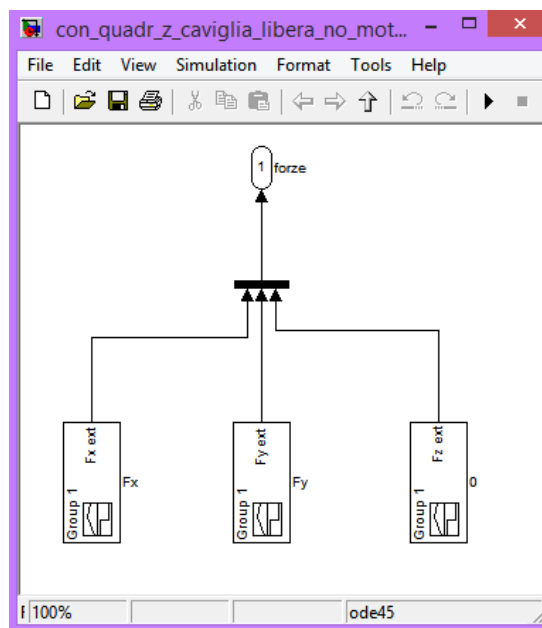 con_quadr_z_caviglia_libera_no_mot...
File Edit View Simulation Format Tools Help
1 forze
Fx ext
Group 1
Fx
Fy ext
Group 1
Fy
Fz ext
Group 1
0
100%
ode45